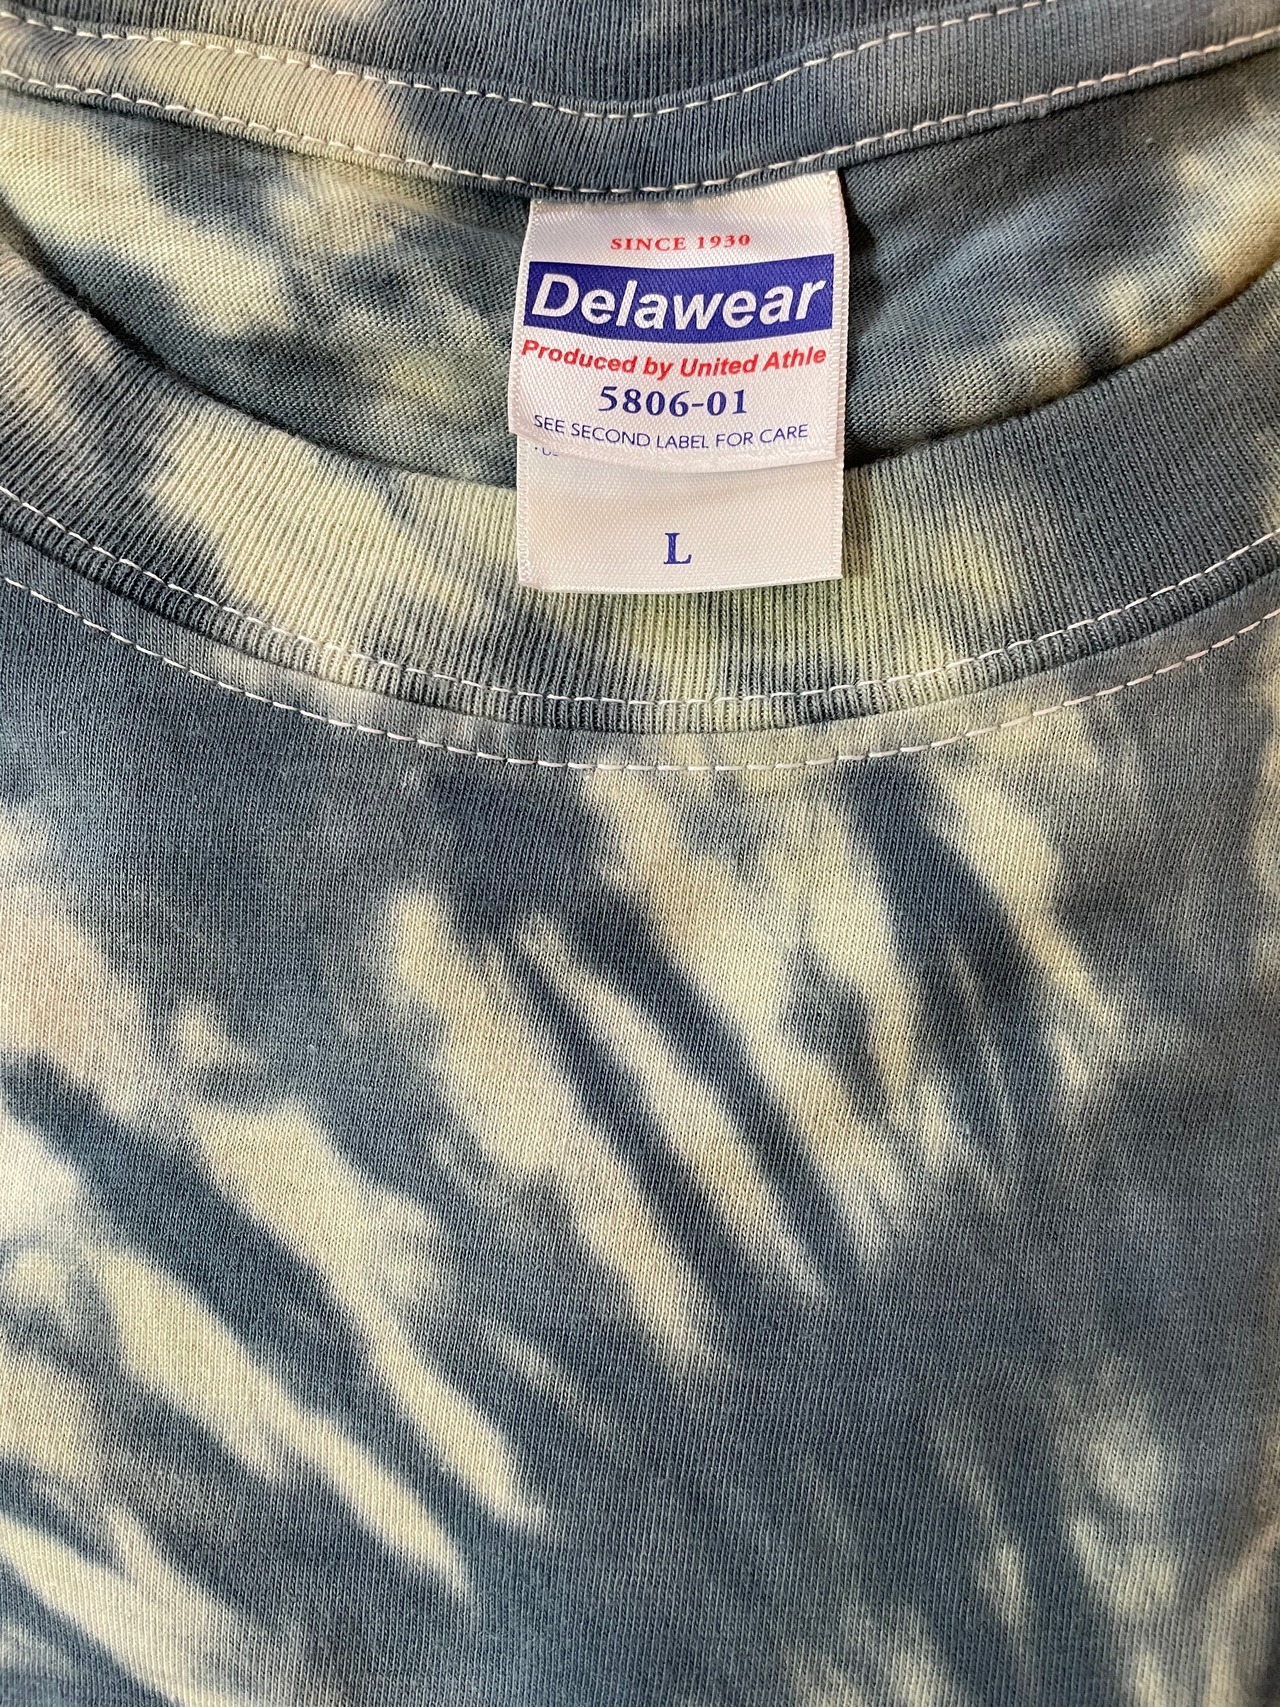 SINCE 1930
Delawear
Produced by United Athle
5806-01
SEE SECOND LABEL FOR CARE
L